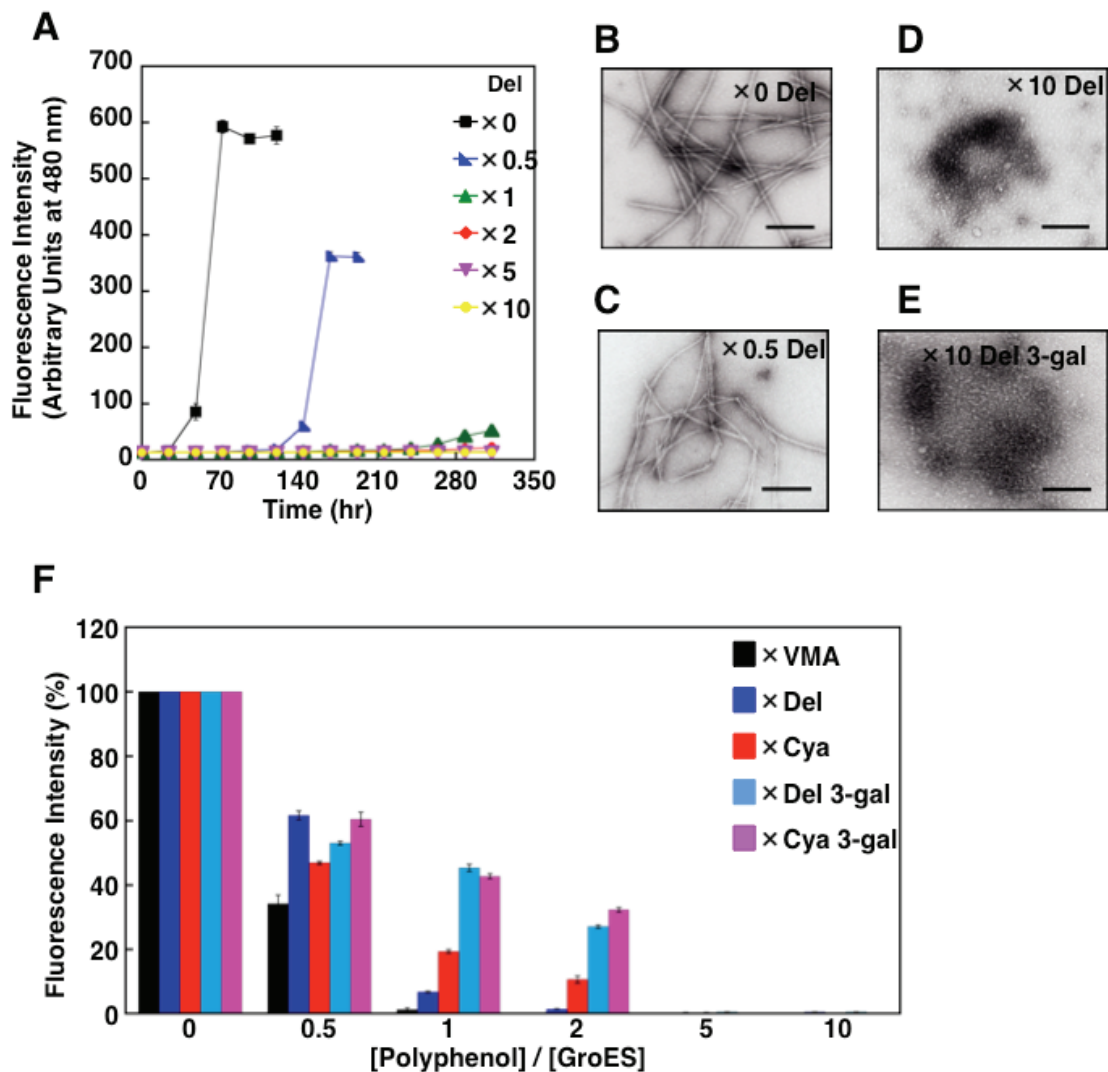 A
700
600
500
400
300
200
100
0
Fluorescence Intensity
(Arbitrary Units at 480 nm)
0 70 140 210 280 350
Time (hr)
Del
×0
×0.5
×1
×2
×5
×10
B
×0 Del
D
×10 Del
C
×0.5 Del
E
×10 Del 3-gal
F
120
100
80
60
40
20
0
Fluorescence Intensity (%)
×VMA
×Del
×Cya
×Del 3-gal
×Cya 3-gal
0 0.5 1 2 5 10
[Polyphenol] / [GroES]